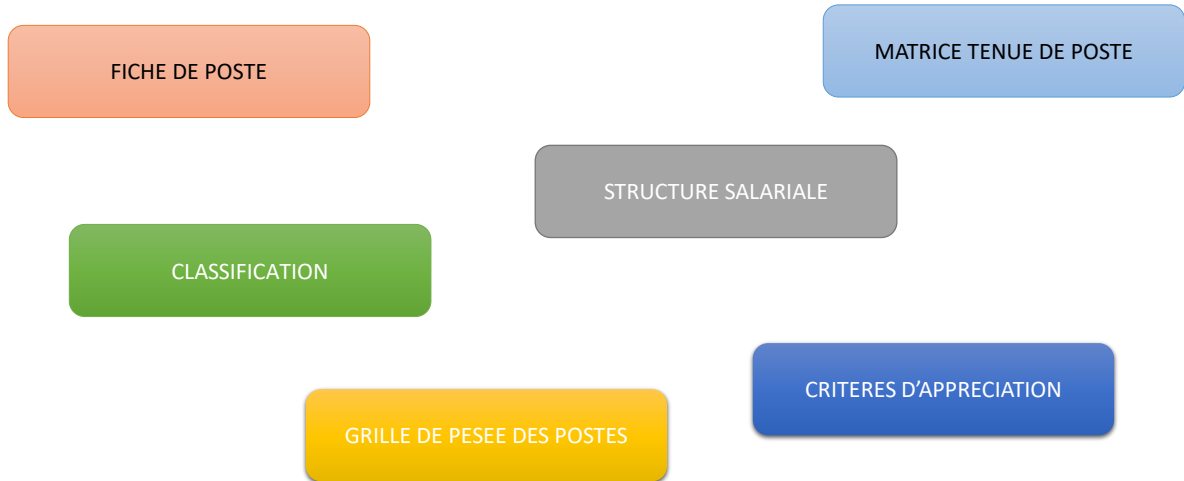 FICHE DE POSTE
MATRICE TENUE DE POSTE
STRUCTURE SALARIALE
CLASSIFICATION
CRITERES D’APPRECIATION
GRILLE DE PESEE DES POSTES